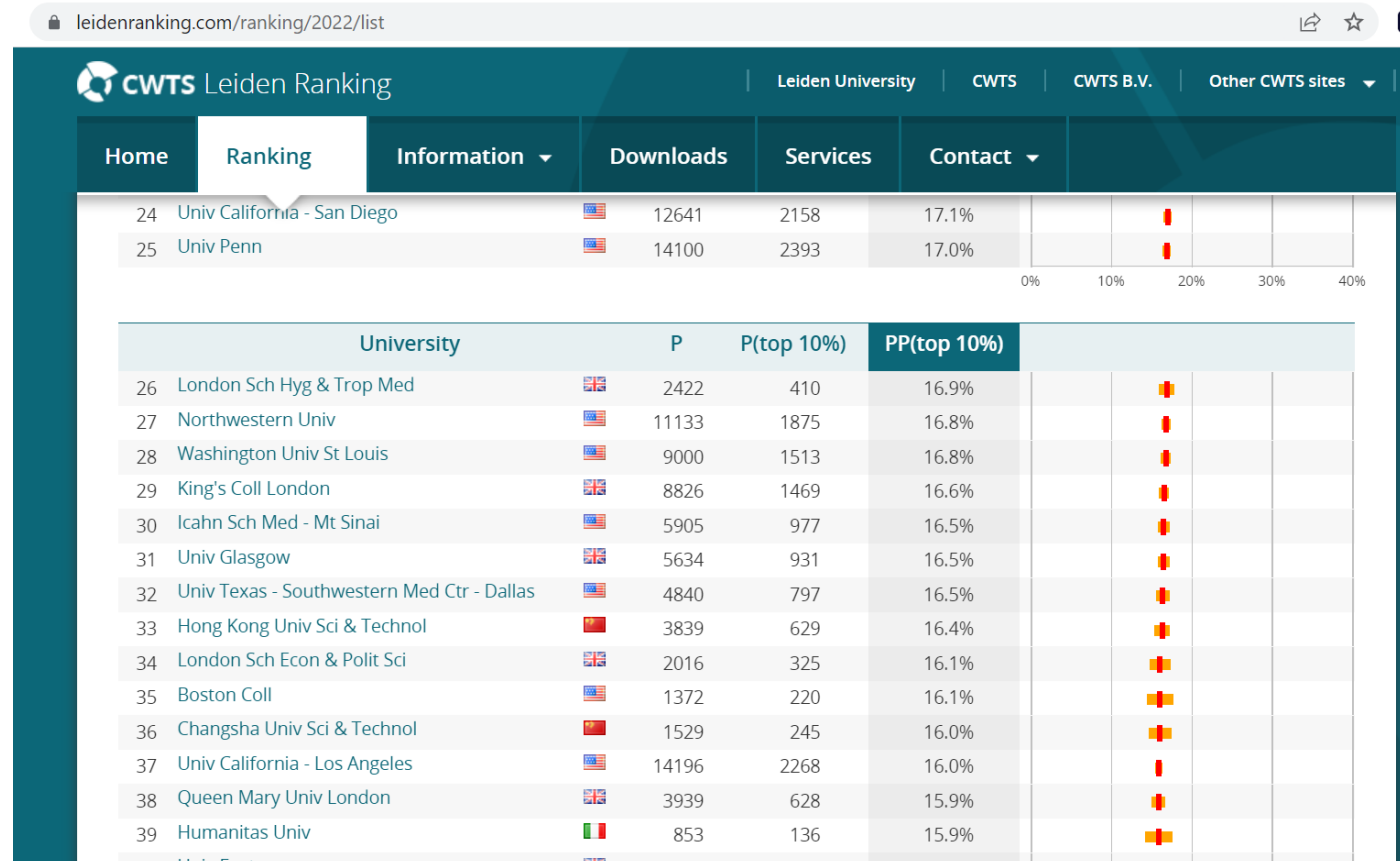 leidenranking.com/ranking/2022/list
CWTS Leiden Ranking
Leiden University CWTS CWTS B.V. Other CWTS sites
Home Ranking Information Downloads Services Contact
24 Univ California - San Diego 12641 2158 17.1%
25 Univ Penn 14100 2393 17.0%
0% 10% 20% 30% 40%
University P P(top 10%) PP(top 10%)
26 London Sch Hyg & Trop Med 2422 410 16.9%
27 Northwestern Univ 11133 1875 16.8%
28 Washington Univ St Louis 9000 1513 16.8%
29 King's Coll London 8826 1469 16.6%
30 Icahn Sch Med - Mt Sinai 5905 977 16.5%
31 Univ Glasgow 5634 931 16.5%
32 Univ Texas - Southwestern Med Ctr - Dallas 4840 797 16.5%
33 Hong Kong Univ Sci & Technol 3839 629 16.4%
34 London Sch Econ & Polit Sci 2016 325 16.1%
35 Boston Coll 1372 220 16.1%
36 Changsha Univ Sci & Technol 1529 245 16.0%
37 Univ California - Los Angeles 14196 2268 16.0%
38 Queen Mary Univ London 3939 628 15.9%
39 Humanitas Univ 853 136 15.9%